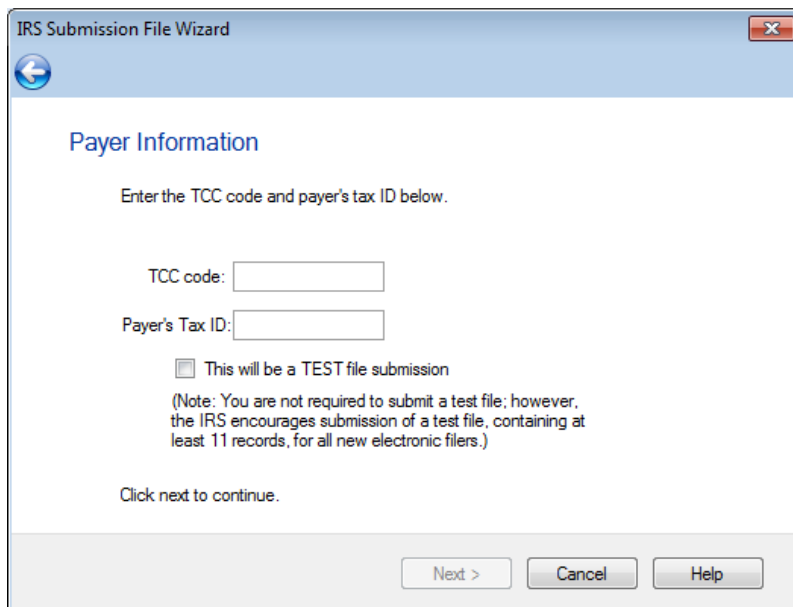 IRS Submission File Wizard
Payer Information
Enter the TCC code and payer's tax ID below.
TCC code:
Payer's Tax ID:
This will be a TEST file submission
(Note: You are not required to submit a test file; however,
the IRS encourages submission of a test file, containing at
least 11 records, for all new electronic filers.)
Click next to continue.
Next >
Cancel
Help